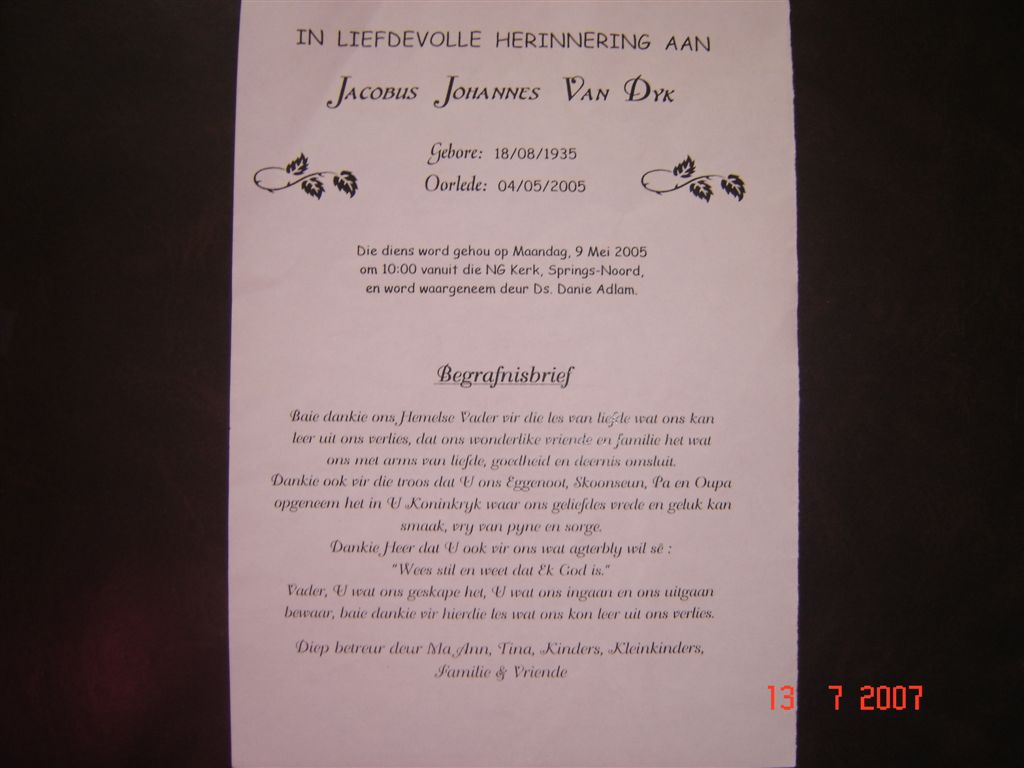 IN LIEFDEVOLLE HERINNERING AAN
JACOBUS JOHANNES VAN DYK
Gebore: 18/08/1935
Oorlede: 04/05/2005
Die diens word gehou op Maandag, 9 Mei 2005
om 10:00 vanuit die NG Kerk, Springs-Noord,
en word waargeneem deur Ds. Danie Adlam.
Begrafnisbrief
Baie dankie ons Hemelse Vader vir die les van liefde wat ons kan
leer uit ons verlies, dat ons wonderlike vriende en familie het wat
ons met arms van liefde, goedheid en deernis omsluit.
Dankie ook vir die troos dat U ons Eggenoot, Skoonseun, Pa en Oupa
opgeneem het in U Koninkryk waar ons geliefdes vrede en geluk kan
smaak, vry van pyne en sorge.
Dankie Heer dat U ook vir ons wat agterbly wil sê :
"Wees stil en weet dat Ek God is."
Vader, U wat ons geskape het, U wat ons ingaan en ons uitgaan
bewaar, baie dankie vir hierdie les wat ons kon leer uit ons verlies.
Diep betreur deur Ma Ann, Tina, Kinders, Kleinkinders,
Familie & Vriende
13 7 2007